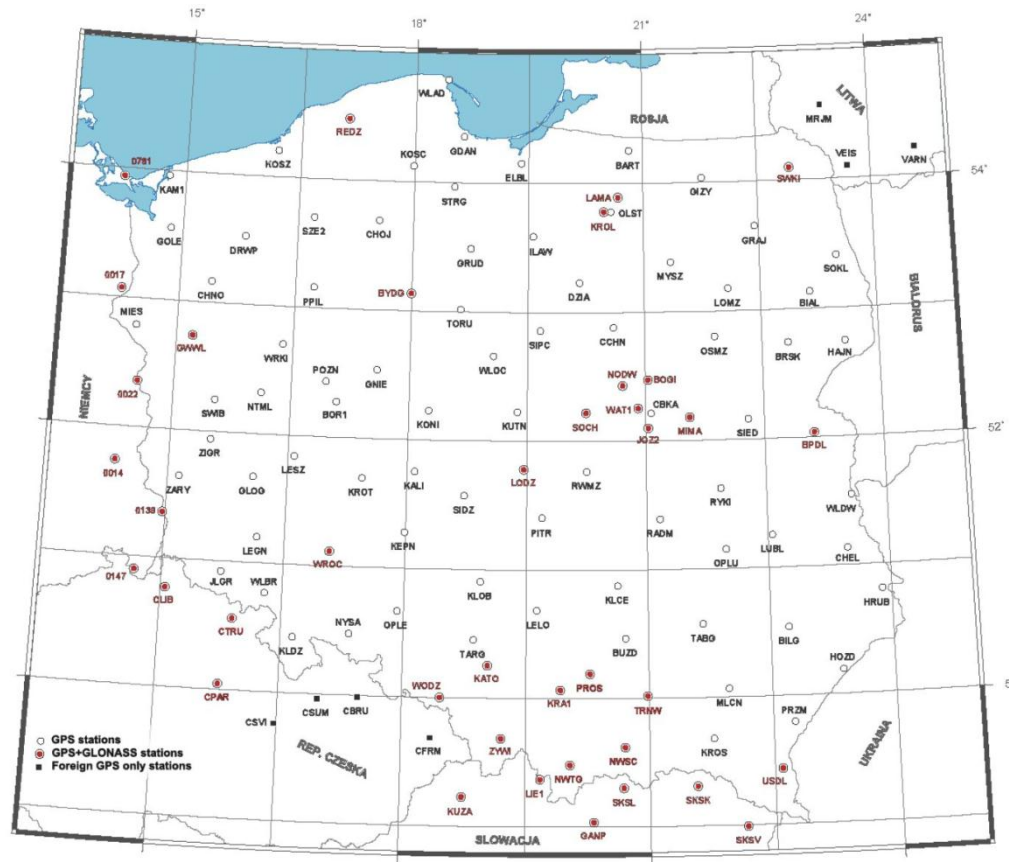 15°
18°
21°
24°
WLAD
REDZ
ROSJA
LITWA
MRJM
0781
KOSZ
KOSC
GDAN
BART
VEIS
VARN
KAM1
ELBL
SWKI
54°
STRG
GIZY
LAMA
OLST
KROL
GOLE
DRWP
SZE2
CHOJ
GRUD
ILAW
GRAJ
SOKL
MYSZ
0017
CHNO
PPIL
BYDG
DZIA
LOMZ
BIAL
BIALORUS
MIES
TORU
GWWL
WRKI
SIPC
CCHN
OSMZ
BRSK
HAJN
POZN
GNIE
WLOC
NODW
BOGI
0022
NIEMCY
SWIB
NTML
BOR1
KONI
KUTN
SOCH
WAT1
CBKA
JOZ2
MIMA
SIED
BPDL
52°
ZIGR
0014
ZARY
GLOG
LESZ
KROT
KALI
LODZ
RWMZ
SIDZ
RYKI
WLDW
0139
LEGN
WROC
KEPN
PITR
RADM
OPLU
LUBL
CHEL
0147
CLIB
JLGR
WLBR
KLOB
KLCE
HRUB
CTRU
NYSA
OPLE
LELO
KLDZ
TARG
BUZD
TABG
BILG
HOZD
KATO
CPAR
WODZ
KRA1
PROS
TRNW
MLCN
CSVI
CSUM
CBRU
PRZM
GPS stations
GPS+GLONASS stations
Foreign GPS only stations
REP. CZESKA
CFRM
ZYWI
NWSC
KROS
UKRAINA
NWTG
LIE1
SKSL
SKSK
USDL
KUZA
GANP
SKSV
SLOWACJA